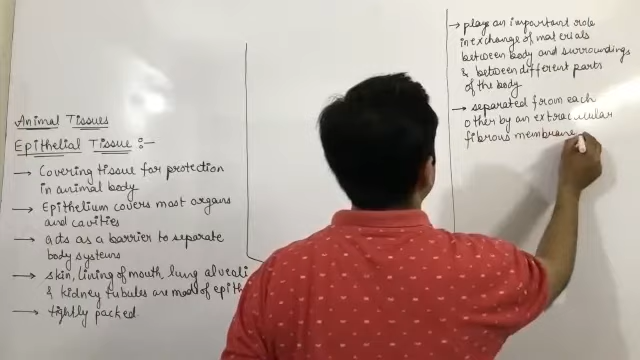 Animal Tissues
Epithelial Tissue :-
→ Covering tissue for protection
in animal body
→ Epithelium covers most organs
and cavities
→ acts as a barrier to separate
body systems
→ skin, lining of mouth, lung alveoli
& kidney tubules are made of epith
→ tightly packed
→ plays an important role
in exchange of materials
between body and surroundings
& between different parts
of the body
→ separated from each
other by an extracular
fibrous membrane